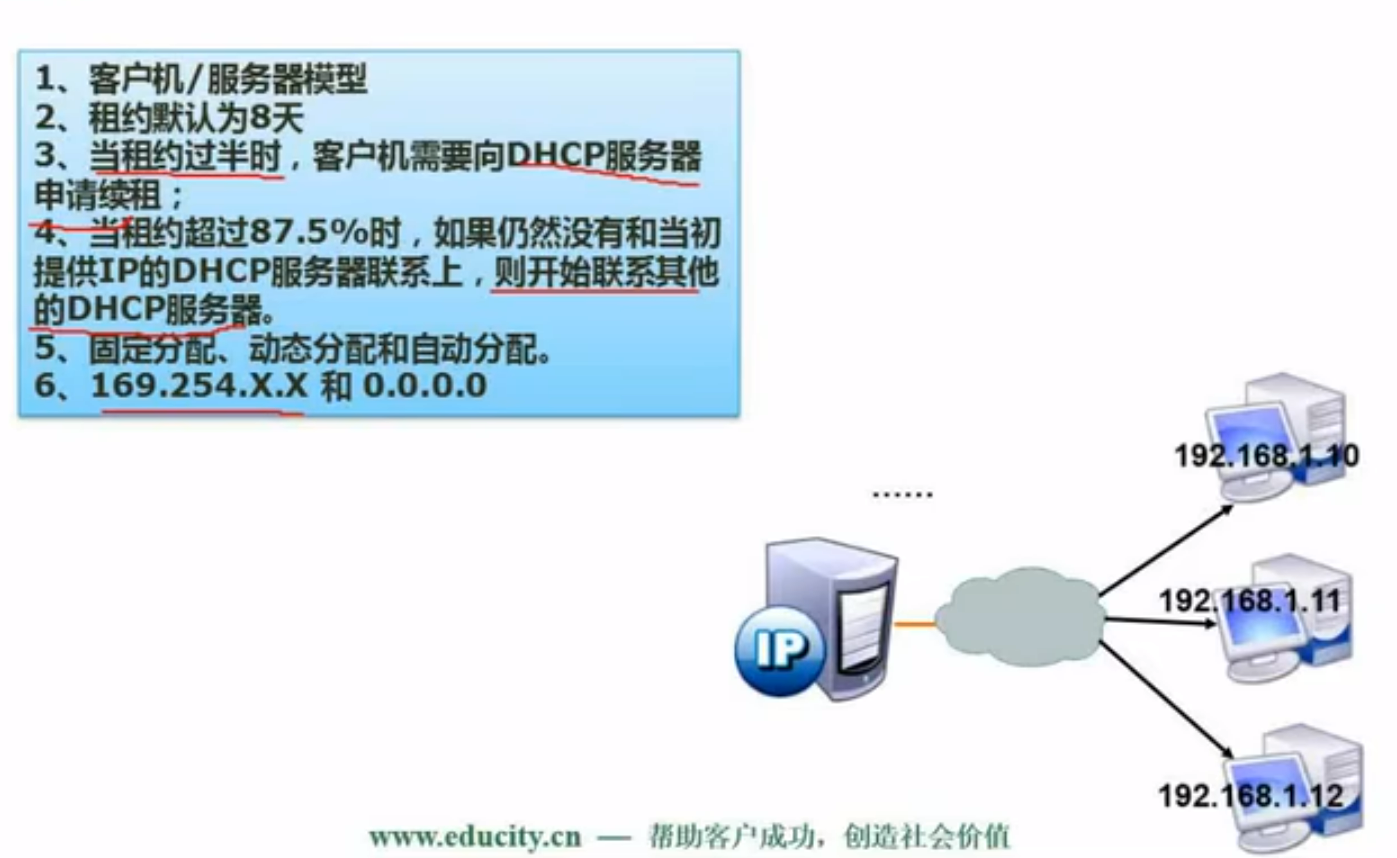 1、客户机/服务器模型
2、租约默认为8天
3、当租约过半时，客户机需要向DHCP服务器
申请续租；
4、当租约超过87.5%时，如果仍然没有和当初
提供IP的DHCP服务器联系上，则开始联系其他
的DHCP服务器。
5、固定分配、动态分配和自动分配。
6、169.254.X.X 和 0.0.0.0
192.168.1.10
......
192.168.1.11
IP
192.168.1.12
www.educity.cn — 帮助客户成功，创造社会价值